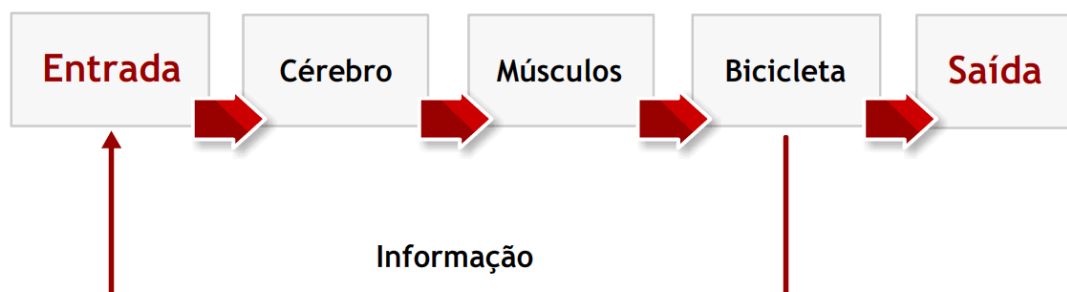 Entrada
Cérebro
Músculos
Bicicleta
Saída
Informação